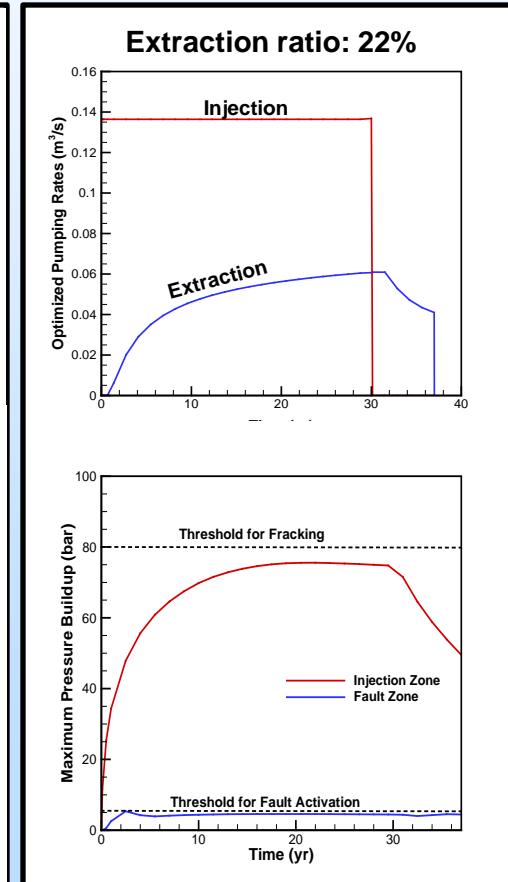 Extraction ratio: 22%
Optimized Pumping Rates (m³/s)
0.16
0.14
0.12
0.1
0.08
0.06
0.04
0.02
0
Injection
Extraction
0 10 20 30 40
Maximum Pressure Buildup (bar)
100
80
60
40
20
0
Threshold for Fracking
Injection Zone
Fault Zone
Threshold for Fault Activation
0 10 20 30
Time (yr)